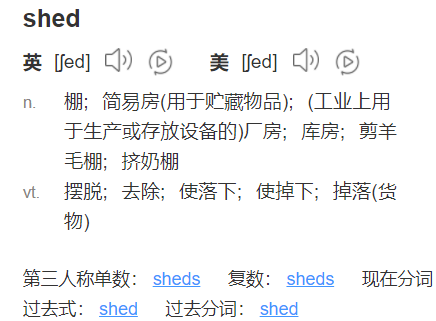 shed
英 [ʃed] 美 [ʃed]
n. 棚；简易房(用于贮藏物品)；(工业上用
于生产或存放设备的)厂房；库房；剪羊
毛棚；挤奶棚
vt. 摆脱；去除；使落下；使掉下；掉落(货
物)
第三人称单数： sheds 复数： sheds 现在分词
过去式： shed 过去分词： shed